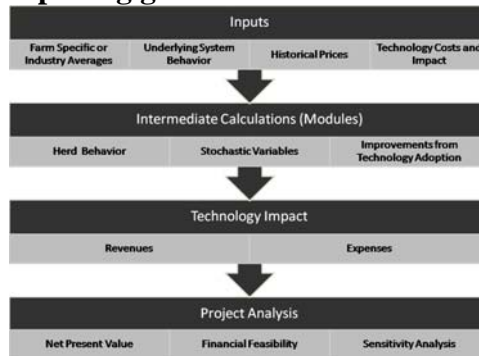 Inputs
Farm Specific or Underlying System Historical Prices Technology Costs and
Industry Averages Behavior Impact
Intermediate Calculations (Modules)
Herd Behavior Stochastic Variables Improvements from
Technology Adoption
Technology Impact
Revenues Expenses
Project Analysis
Net Present Value Financial Feasibility Sensitivity Analysis